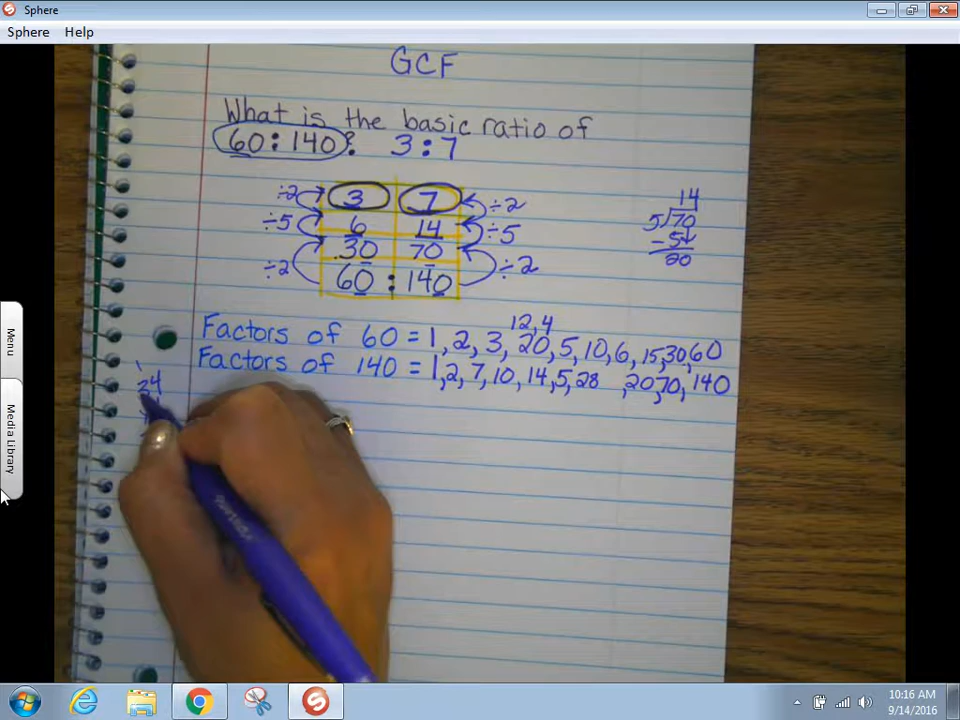 Sphere
Sphere Help
GCF
What is the basic ratio of
60:140? 3:7
÷2 3 7 ÷2
÷5 6 14 ÷5
30 70
÷2 60 : 140 ÷2
14
5 70
-5↓
20
12, 4
Factors of 60 = 1, 2, 3, 20, 5, 10, 6, 15, 30, 60
Factors of 140 = 1, 2, 7, 10, 14, 5, 28 , 20, 70, 140
Menu
Media Library
10:16 AM
9/14/2016